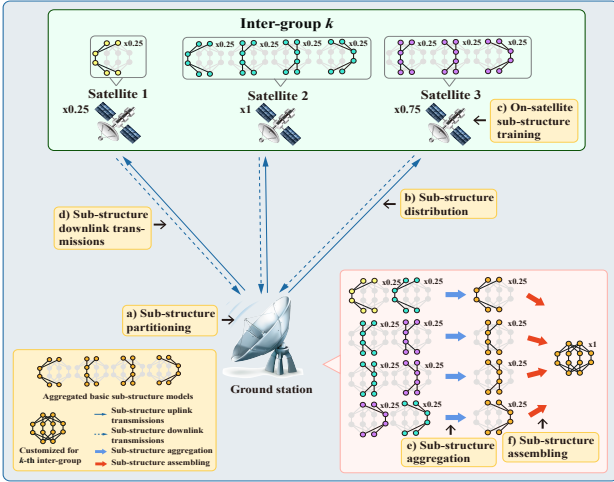 Inter-group k
x0.25
x0.25
x0.25
x0.25
x0.25
x0.25
x0.25
x0.25
Satellite 1
Satellite 2
Satellite 3
x0.25
x1
x0.75
c) On-satellite
sub-structure
training
d) Sub-structure
downlink trans-
missions
b) Sub-structure
distribution
a) Sub-structure
partitioning
Ground station
x0.25
x0.25
x0.25
x0.25
x0.25
x0.25
x1
x0.25
x0.25
x0.25
x0.25
x0.25
x0.25
e) Sub-structure
aggregation
f) Sub-structure
assembling
Aggregated basic sub-structure models
Customized for
k-th inter-group
Sub-structure uplink
transmissions
Sub-structure downlink
transmissions
Sub-structure aggregation
Sub-structure assembling